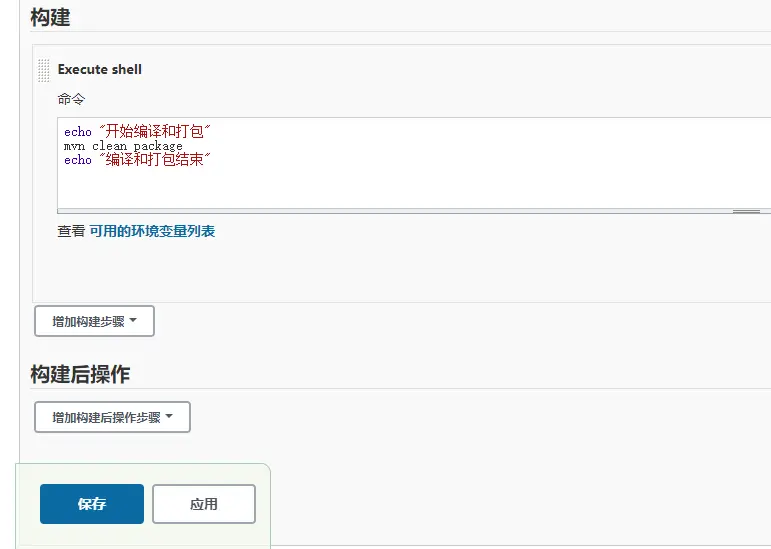 构建
Execute shell
命令
echo "开始编译和打包"
mvn clean package
echo "编译和打包结束"
查看 可用的环境变量列表
增加构建步骤
构建后操作
增加构建后操作步骤
保存
应用